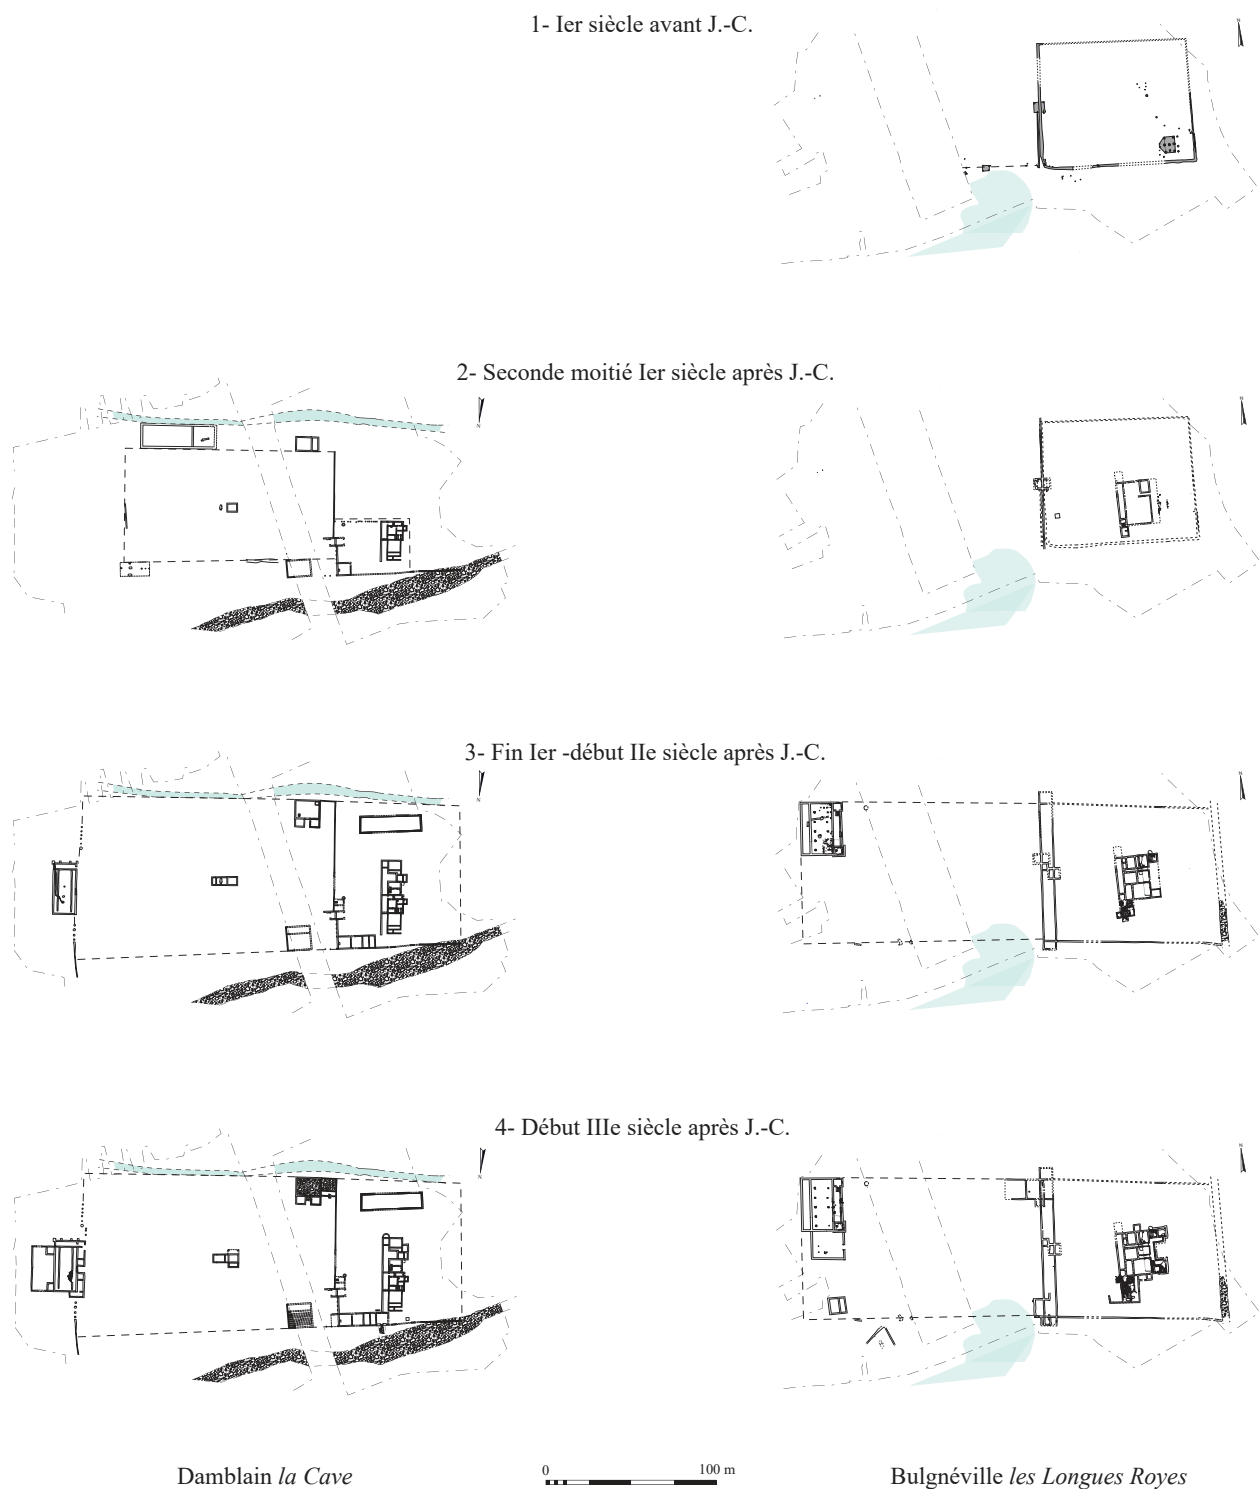 1- Ier siècle avant J.-C.
N
2- Seconde moitié Ier siècle après J.-C.
N
N
3- Fin Ier -début IIe siècle après J.-C.
N
N
4- Début IIIe siècle après J.-C.
N
N
0 100 m
Damblain la Cave
Bulgnéville les Longues Royes